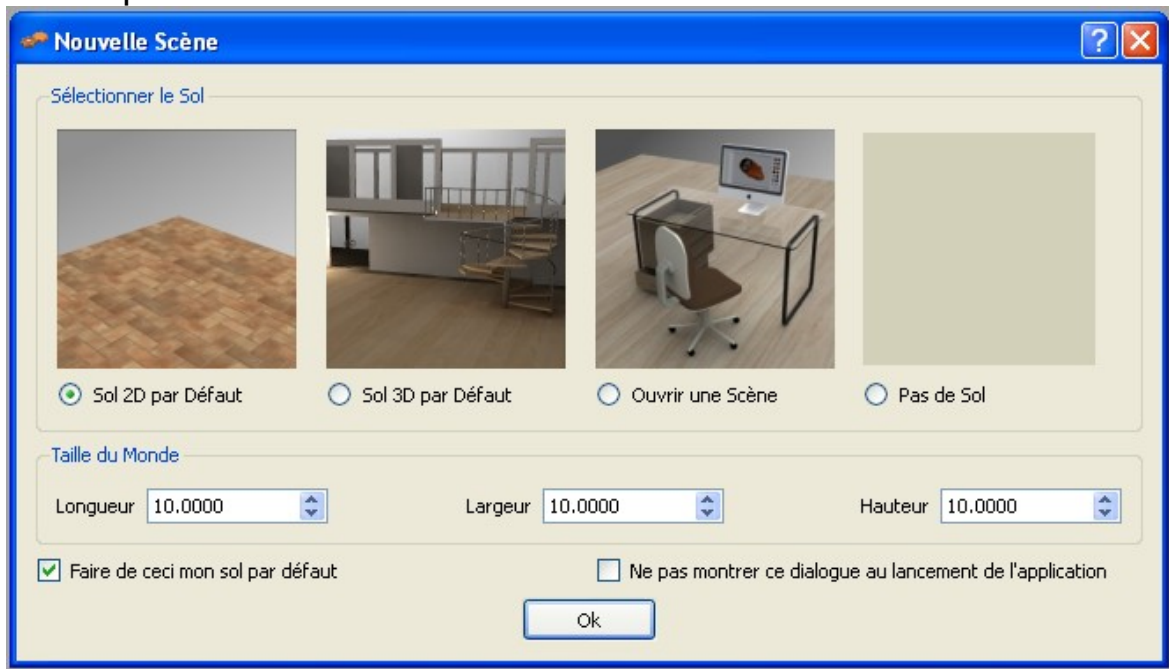 Nouvelle Scène
Sélectionner le Sol
Sol 2D par Défaut
Sol 3D par Défaut
Ouvrir une Scène
Pas de Sol
Taille du Monde
Longueur 10.0000
Largeur 10.0000
Hauteur 10.0000
Faire de ceci mon sol par défaut
Ne pas montrer ce dialogue au lancement de l'application
Ok